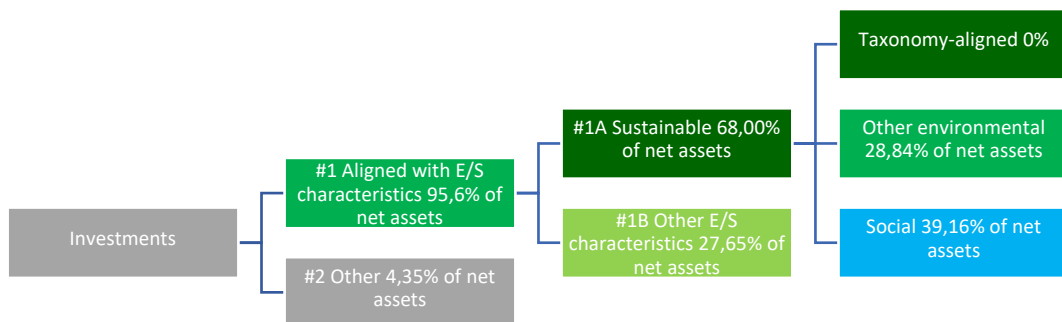 Investments
#1 Aligned with E/S
characteristics 95,6% of
net assets
#2 Other 4,35% of net
assets
#1A Sustainable 68,00%
of net assets
#1B Other E/S
characteristics 27,65% of
net assets
Taxonomy-aligned 0%
Other environmental
28,84% of net assets
Social 39,16% of net
assets